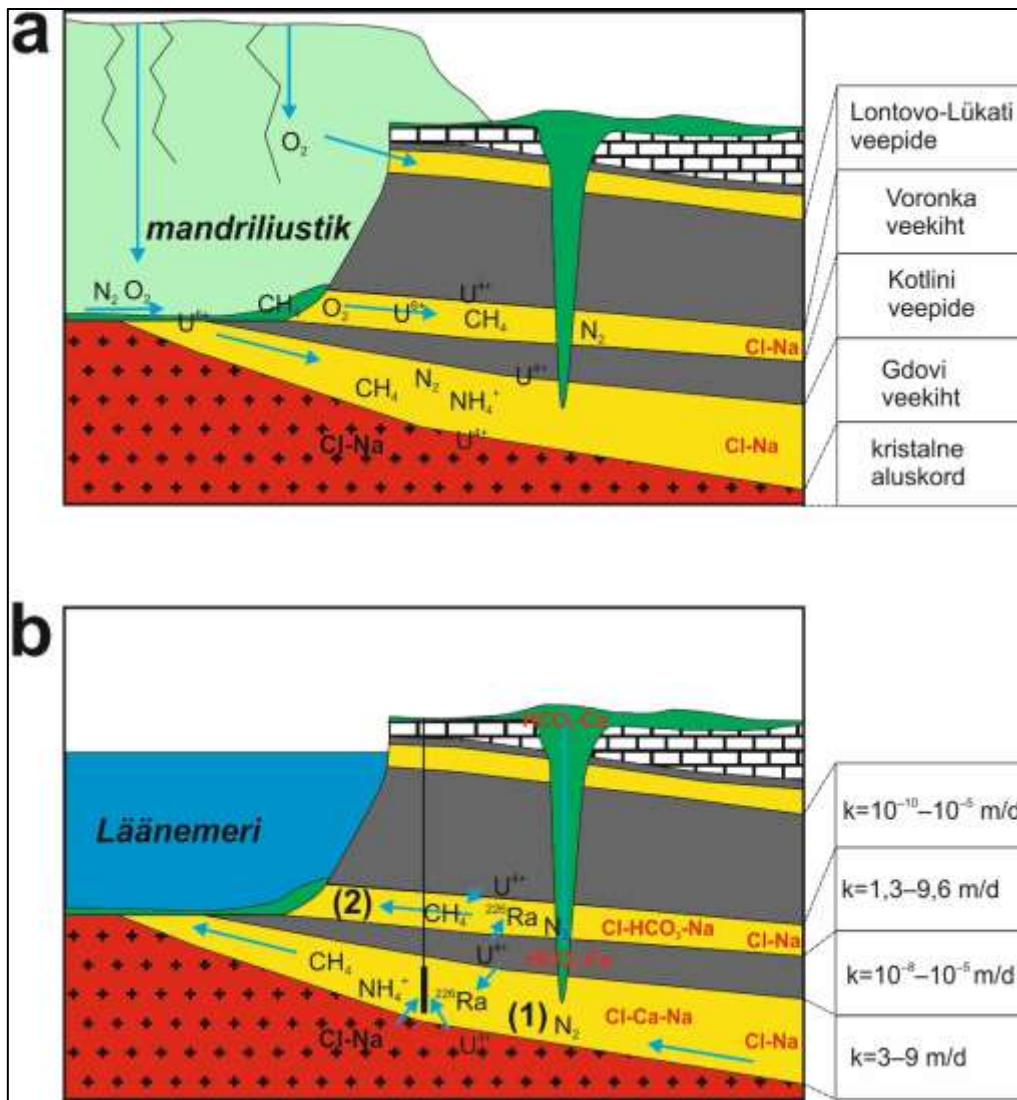 a
O₂
mandriliustik
N₂ O₂
CH₄
O₂
U⁶⁺
U⁶⁺
U⁴⁺
CH₄
N₂
Cl-Na
N₂
U⁴⁺
CH₄
NH₄⁺
Cl-Na
U⁴⁺
Cl-Na
Lontovo-Lükati
veepide
Voronka
veekiht
Kotlini
veepide
Gdovi
veekiht
kristalne
aluskord
b
HCO₃-Ca
Läänemeri
(2)
U⁴⁺
CH₄
²²⁶Ra
N₂
Cl-HCO₃-Na
Cl-Na
U⁴⁺
CH₄
NH₄⁺
²²⁶Ra
(1)
N₂
Cl-Ca-Na
Cl-Na
Cl-Na
U⁴⁺
k=10⁻¹⁰–10⁻⁵ m/d
k=1,3–9,6 m/d
k=10⁻⁸–10⁻⁵ m/d
k=3–9 m/d